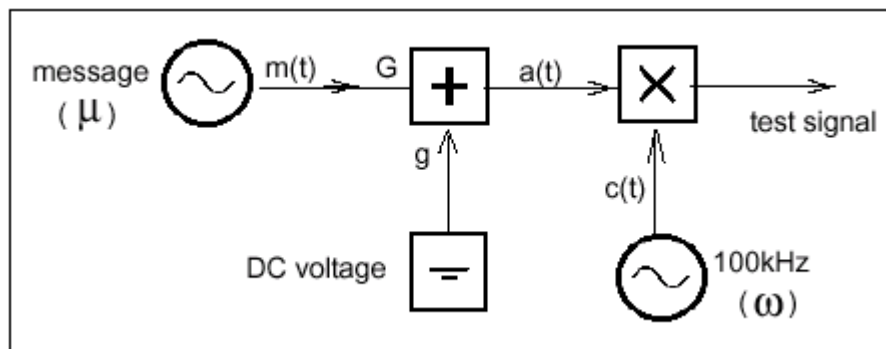 message
(μ)
m(t)
G
+
a(t)
×
test signal
g
c(t)
DC voltage
100kHz
(ω)